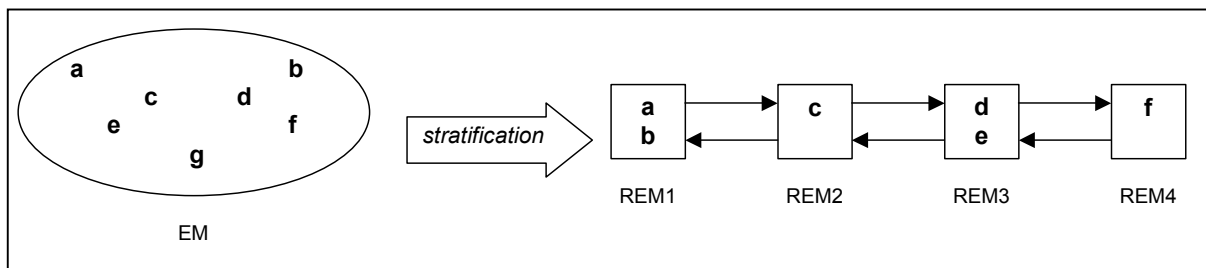 a b
c d
e f
g
EM
stratification
a c d f
b e
REM1 REM2 REM3 REM4